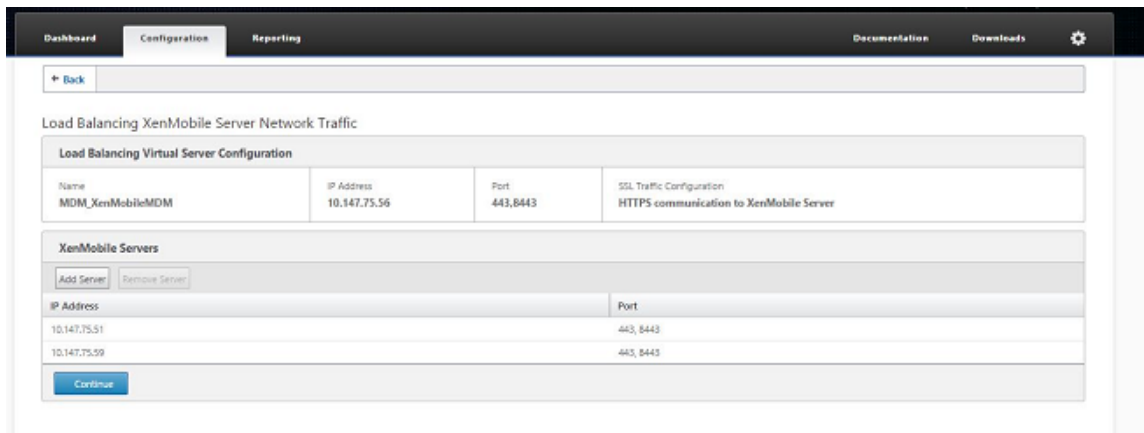 Dashboard Configuration Reporting Documentation Downloads
← Back
Load Balancing XenMobile Server Network Traffic
Load Balancing Virtual Server Configuration
Name IP Address Port SSL Traffic Configuration
MDM_XenMobileMDM 10.147.75.56 443,8443 HTTPS communication to XenMobile Server
XenMobile Servers
Add Server Remove Server
IP Address Port
10.147.75.51 443, 8443
10.147.75.59 443, 8443
Continue